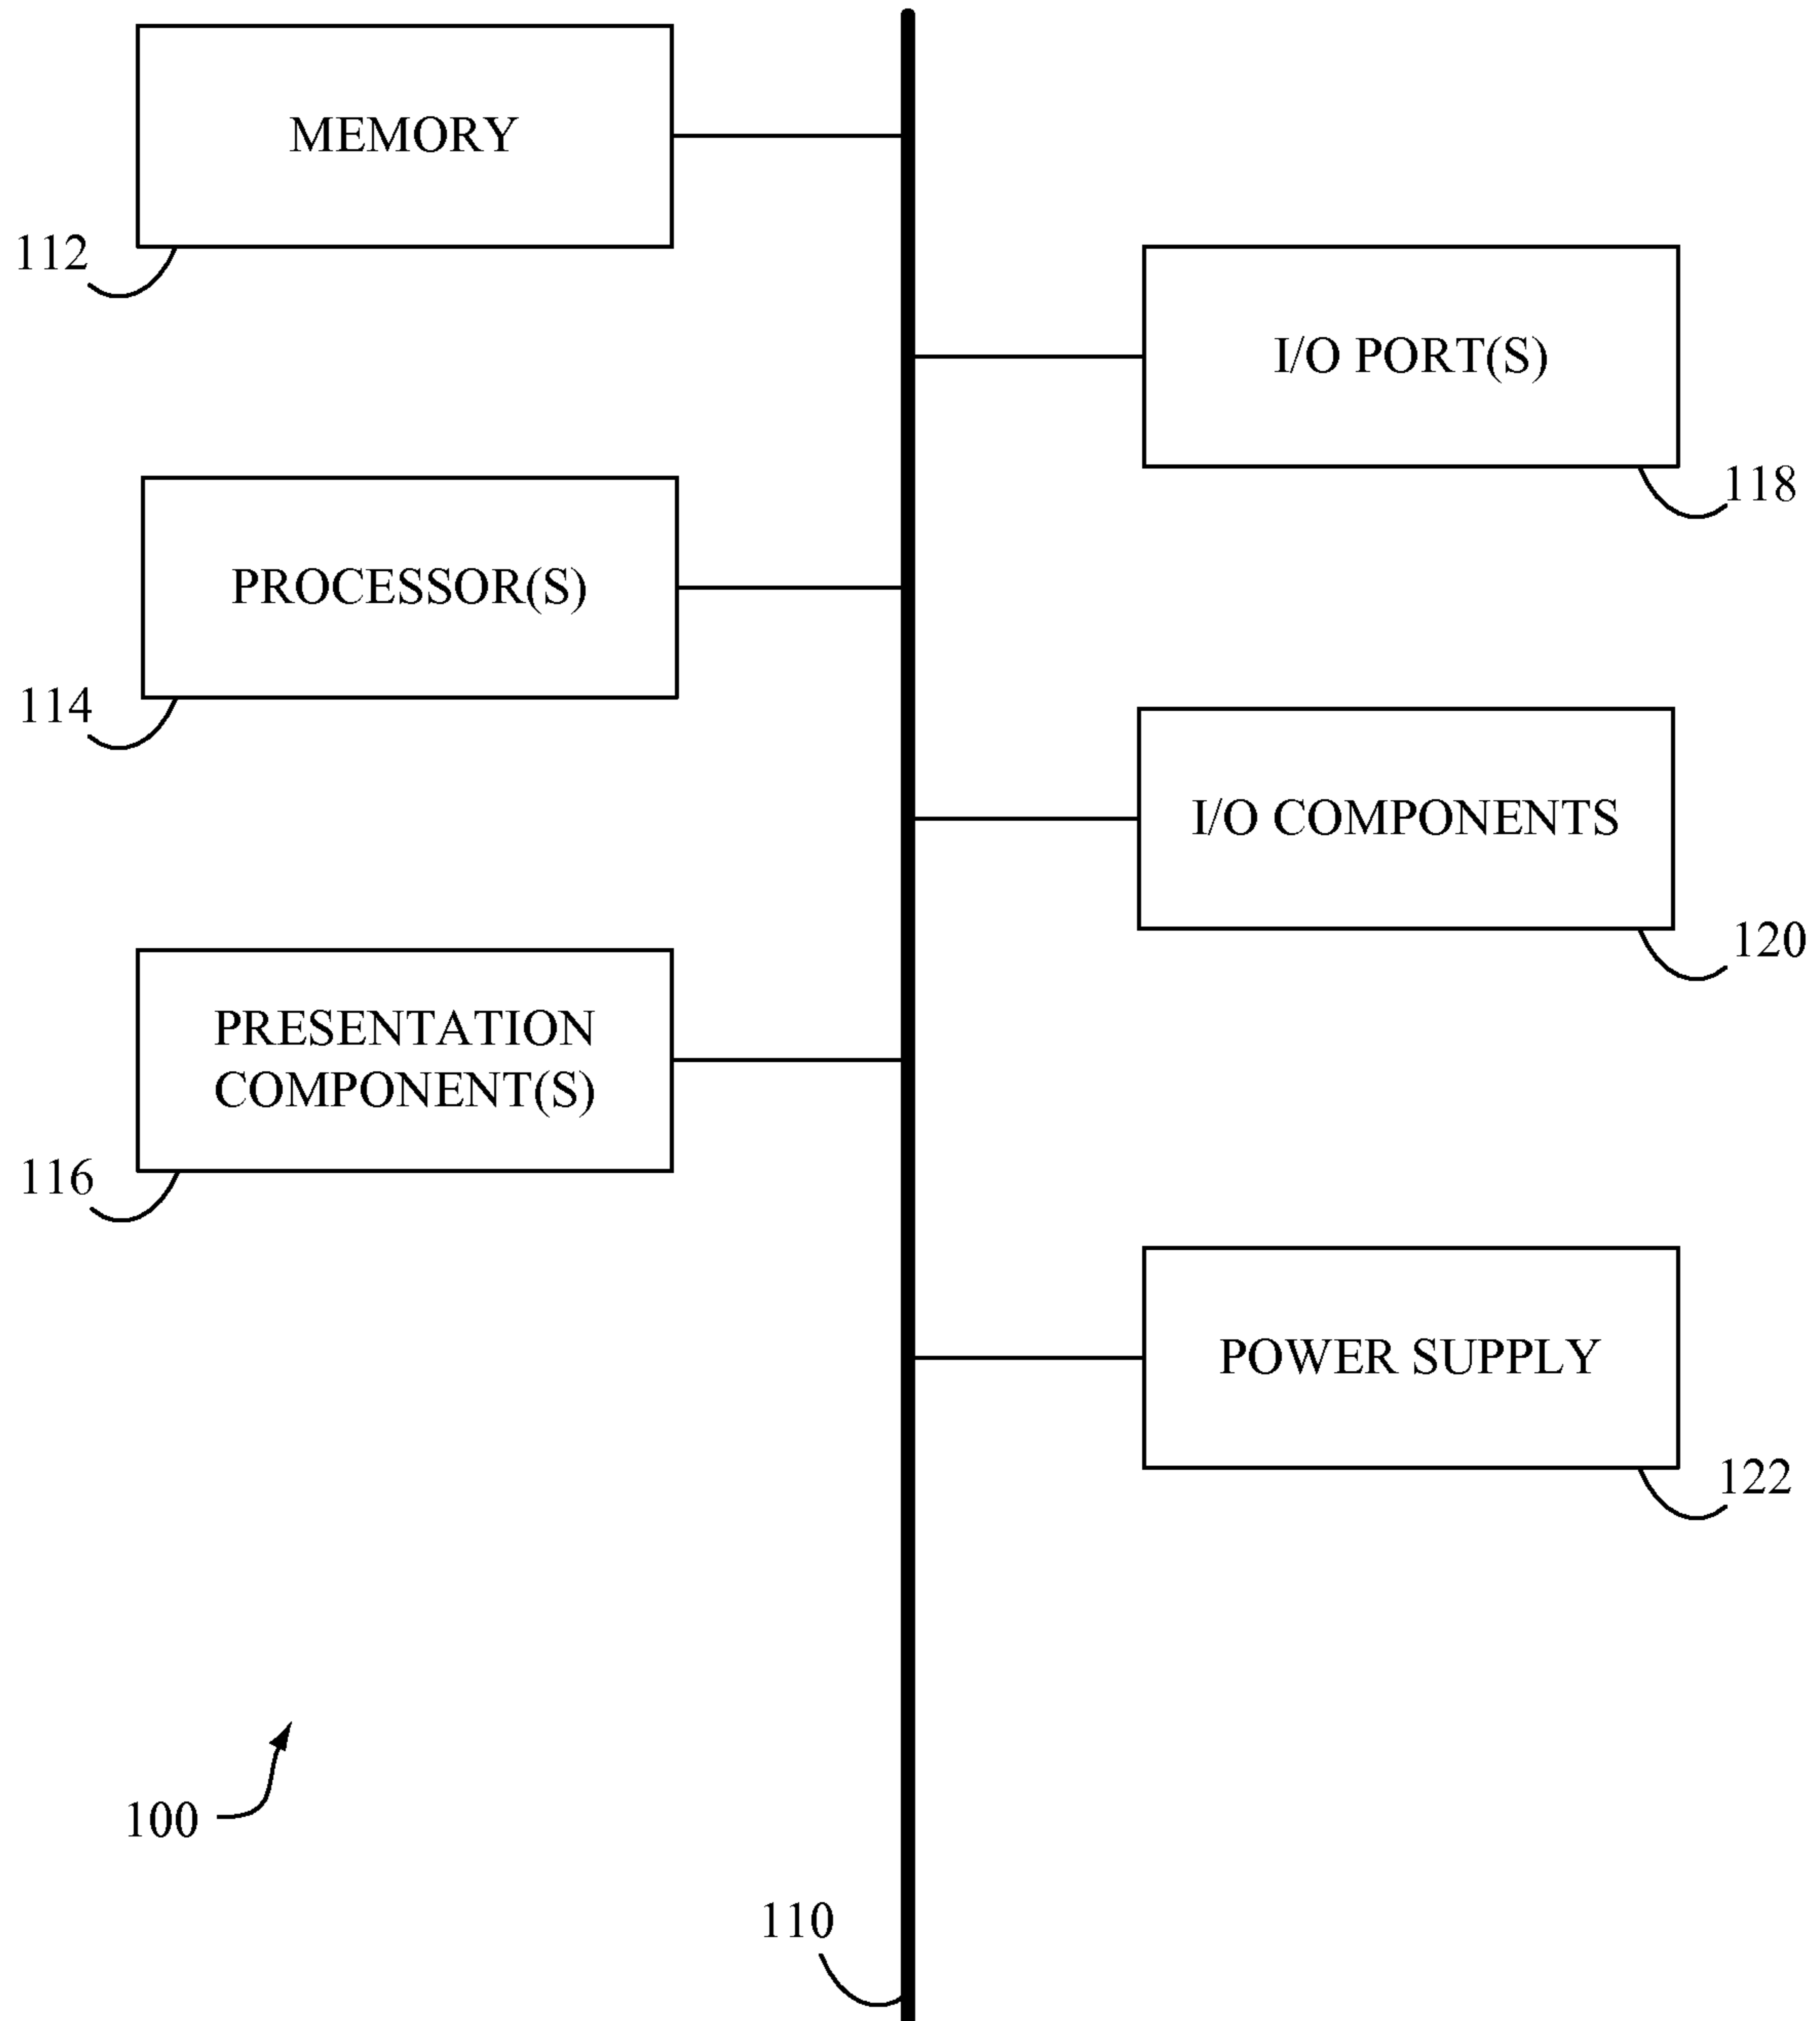 MEMORY
112
I/O PORT(S)
118
PROCESSOR(S)
114
I/O COMPONENTS
120
PRESENTATION
COMPONENT(S)
116
POWER SUPPLY
122
100
110